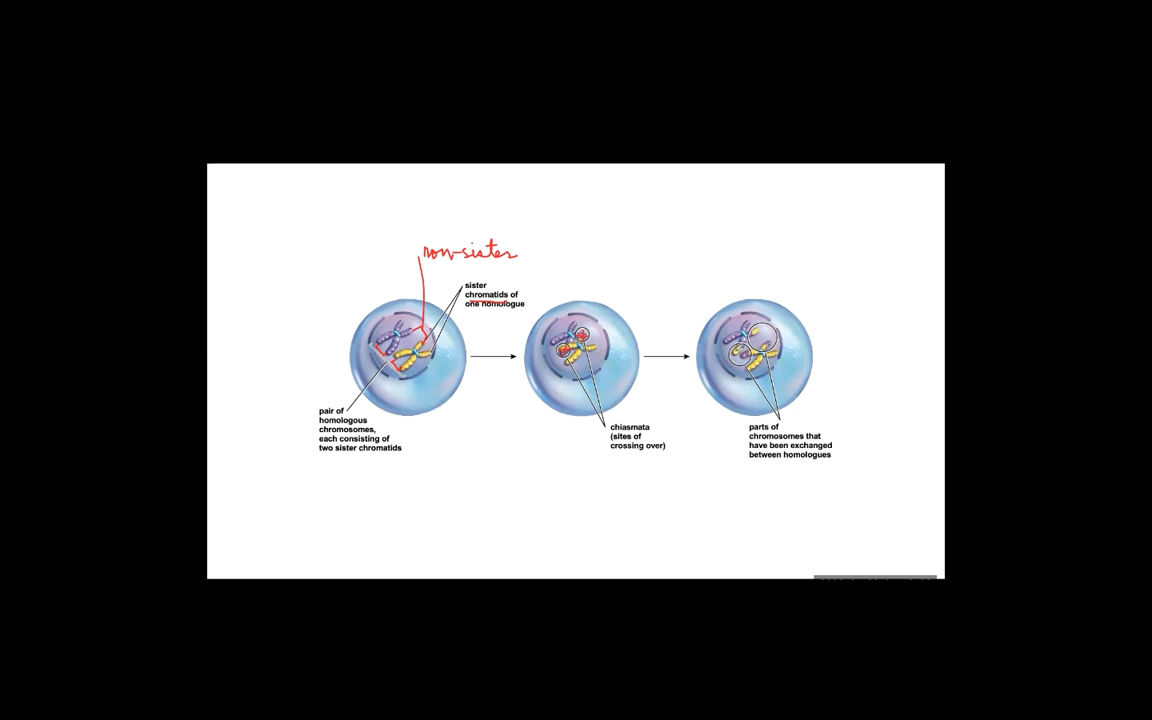 non-sister
sister
chromatids of
one homologue
pair of
homologous
chromosomes,
each consisting of
two sister chromatids
chiasmata
(sites of
crossing over)
parts of
chromosomes that
have been exchanged
between homologues